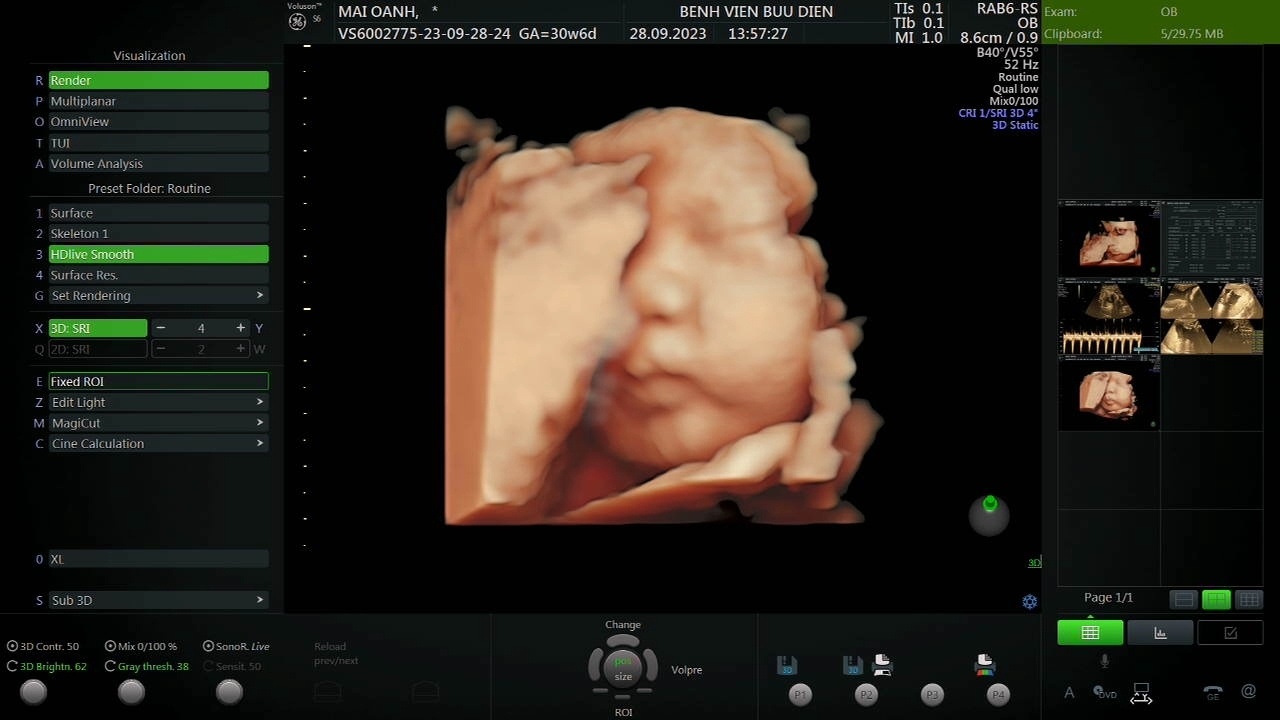 Voluson™
S6
MAI OANH, *
BENH VIEN BUU DIEN
VS6002775-23-09-28-24 GA=30w6d
28.09.2023
13:57:27
TIs 0.1
TIb 0.1
MI 1.0
RAB6-RS
OB
8.6cm / 0.9
B40°/V55°
52 Hz
Routine
Qual low
Mix0/100
CRI 1/SRI 3D 4*
3D Static
Exam: OB
Clipboard: 5/29.75 MB
Visualization
R Render
P Multiplanar
O OmniView
T TUI
A Volume Analysis
Preset Folder: Routine
1 Surface
2 Skeleton 1
3 HDlive Smooth
4 Surface Res.
G Set Rendering >
X 3D: SRI − 4 + Y
Q 2D: SRI − 2 + W
E Fixed ROI
Z Edit Light >
M MagiCut >
C Cine Calculation >
0 XL
S Sub 3D >
3D
Page 1/1
3D Contr. 50
Mix 0/100 %
SonoR. Live
3D Brightn. 62
Gray thresh. 38
Sensit. 50
Reload
prev/next
Change
pos
size
Volpre
ROI
3D
3D
P1
P2
P3
P4
A
DVD
GE
@